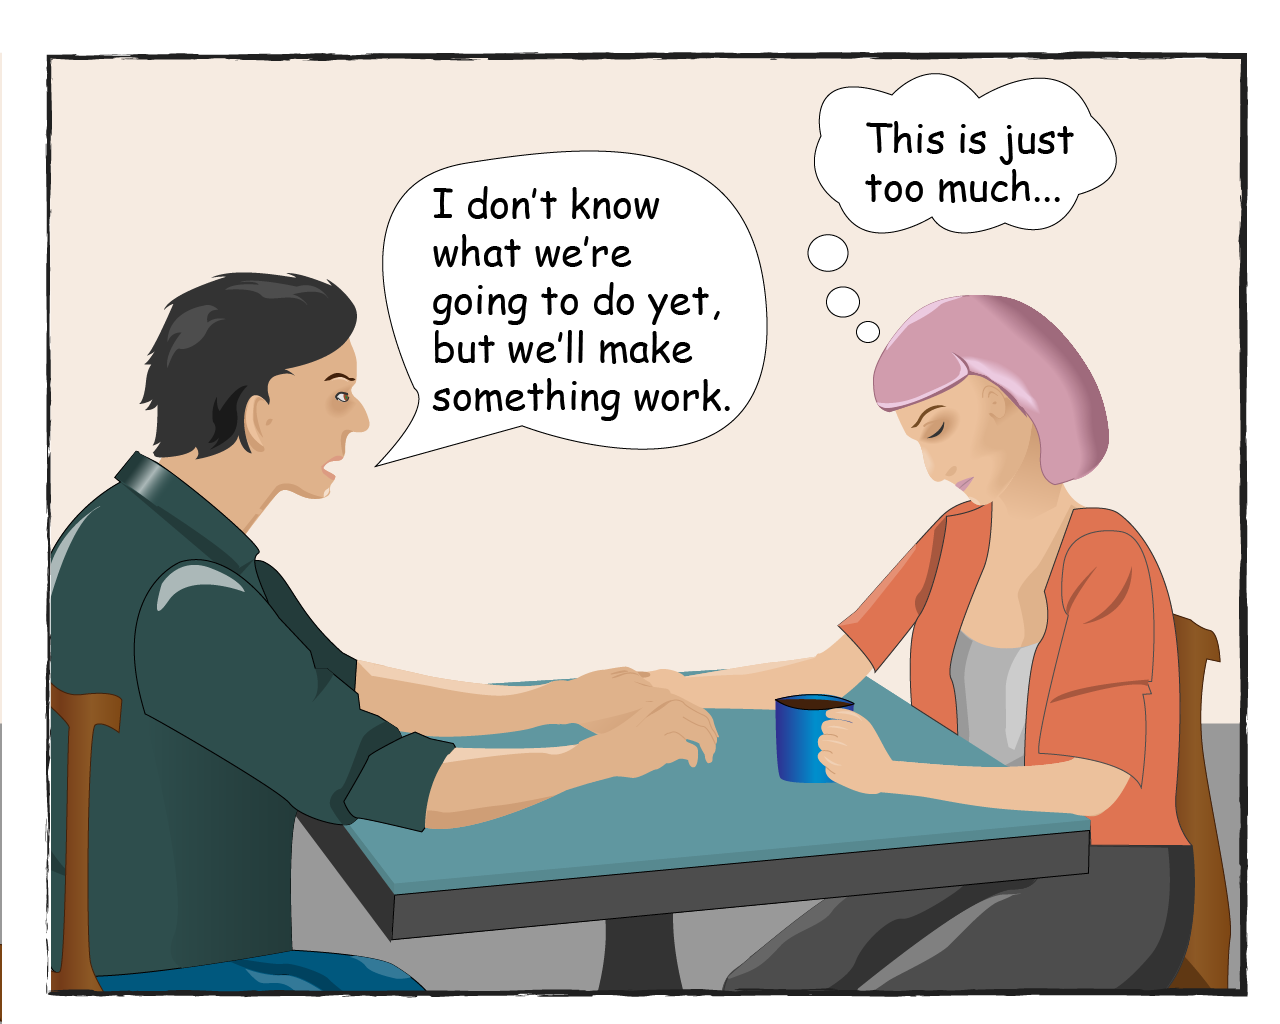 I don't know
what we're
going to do yet,
but we'll make
something work.
This is just
too much...